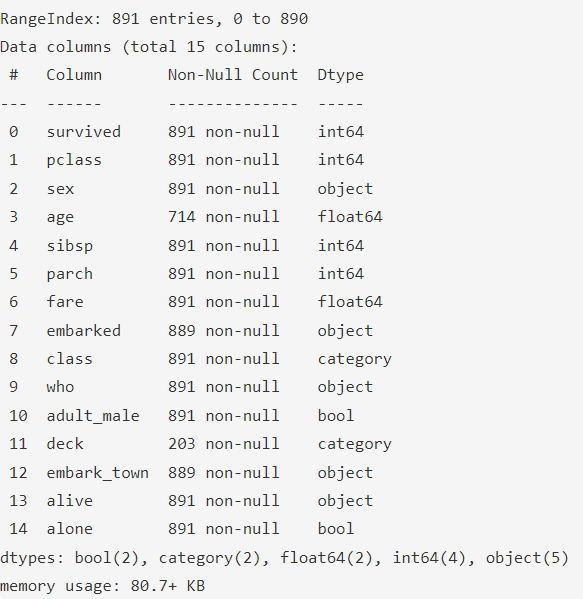 RangeIndex: 891 entries, 0 to 890
Data columns (total 15 columns):
 #   Column       Non-Null Count  Dtype
---  ------       --------------  -----
 0   survived     891 non-null    int64
 1   pclass       891 non-null    int64
 2   sex          891 non-null    object
 3   age          714 non-null    float64
 4   sibsp        891 non-null    int64
 5   parch        891 non-null    int64
 6   fare         891 non-null    float64
 7   embarked     889 non-null    object
 8   class        891 non-null    category
 9   who          891 non-null    object
 10  adult_male   891 non-null    bool
 11  deck         203 non-null    category
 12  embark_town  889 non-null    object
 13  alive        891 non-null    object
 14  alone        891 non-null    bool
dtypes: bool(2), category(2), float64(2), int64(4), object(5)
memory usage: 80.7+ KB